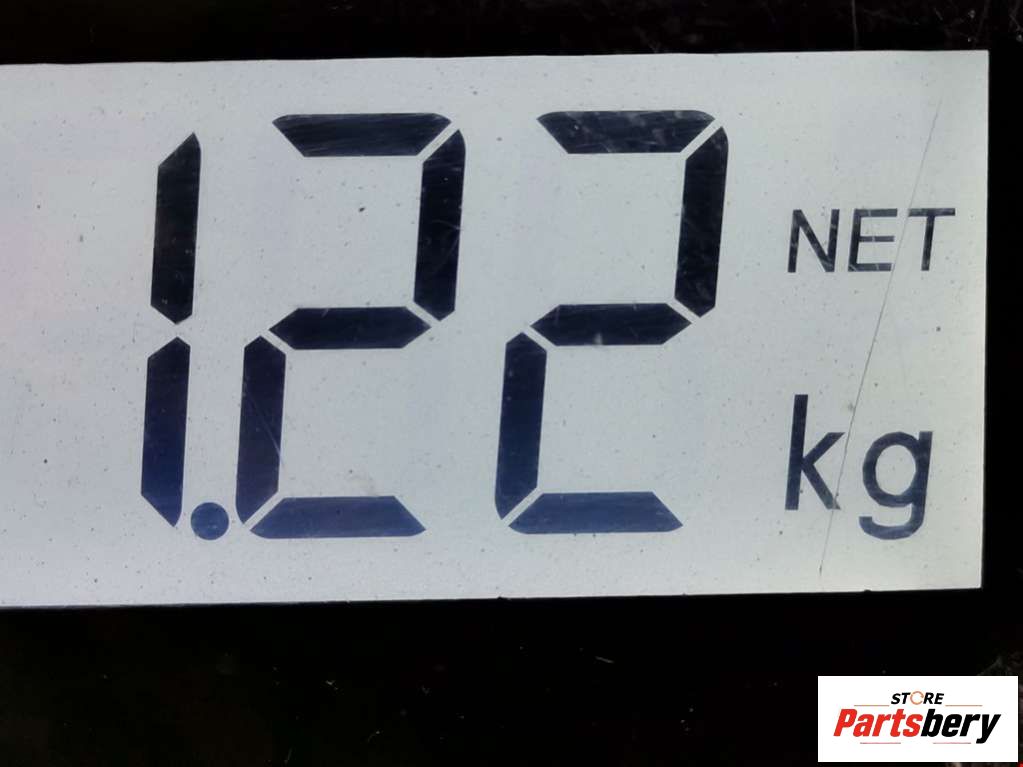 1.22 NET
kg
STORE
Partsbery